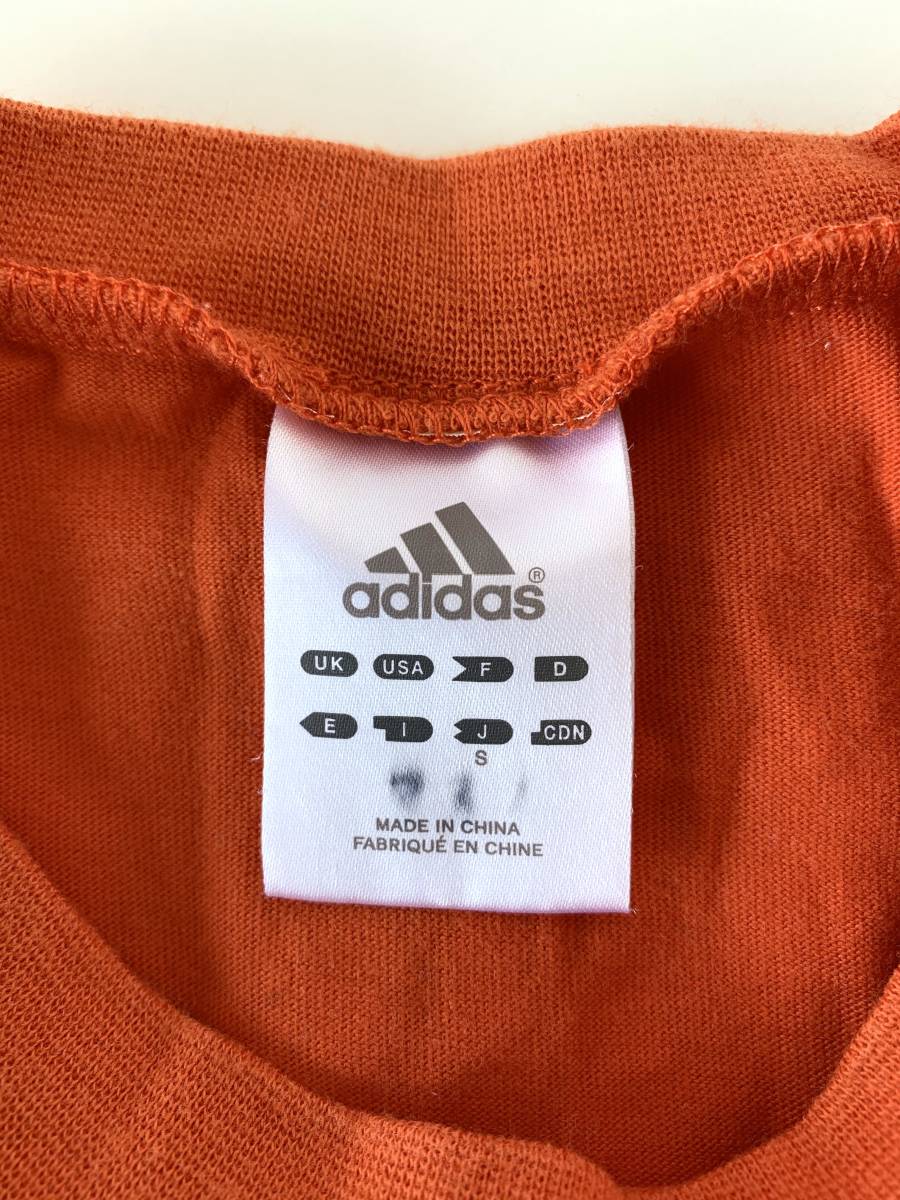 adidas®
UK USA F D
E I J CDN
S
MADE IN CHINA
FABRIQUÉ EN CHINE